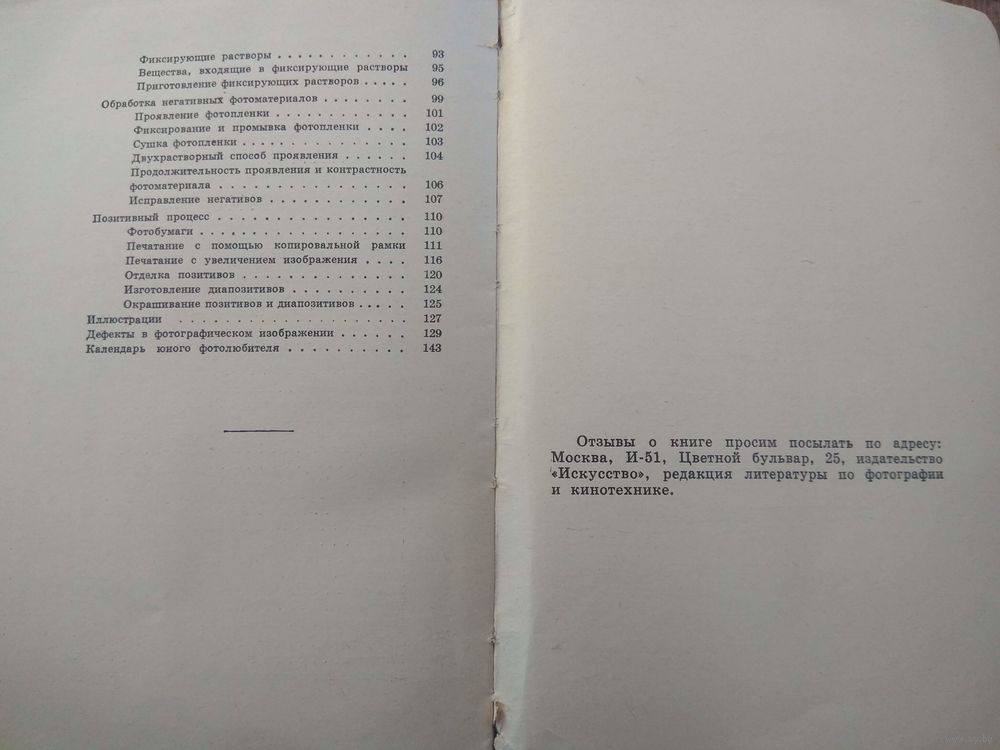 Фиксирующие растворы . . . . . . . . . . . . 93
Вещества, входящие в фиксирующие растворы 95
Приготовление фиксирующих растворов . . . . . 96
Обработка негативных фотоматериалов . . . . . . . . 99
Проявление фотопленки . . . . . . . . . . . . 101
Фиксирование и промывка фотопленки . . . . 102
Сушка фотопленки . . . . . . . . . . . . . . . 103
Двухрастворный способ проявления . . . . . . 104
Продолжительность проявления и контрастность
фотоматериала . . . . . . . . . . . . . . . . . 106
Исправление негативов . . . . . . . . . . . . . 107
Позитивный процесс . . . . . . . . . . . . . . . . . 110
Фотобумаги . . . . . . . . . . . . . . . . . . 110
Печатание с помощью копировальной рамки 111
Печатание с увеличением изображения . . . . 116
Отделка позитивов . . . . . . . . . . . . . . . 120
Изготовление диапозитивов . . . . . . . . . . . 124
Окрашивание позитивов и диапозитивов . . . . . 125
Иллюстрации . . . . . . . . . . . . . . . . . . . . . 127
Дефекты в фотографическом изображении . . . . . . 129
Календарь юного фотолюбителя . . . . . . . . . . . 143
Отзывы о книге просим посылать по адресу:
Москва, И-51, Цветной бульвар, 25, издательство
«Искусство», редакция литературы по фотографии
и кинотехнике.